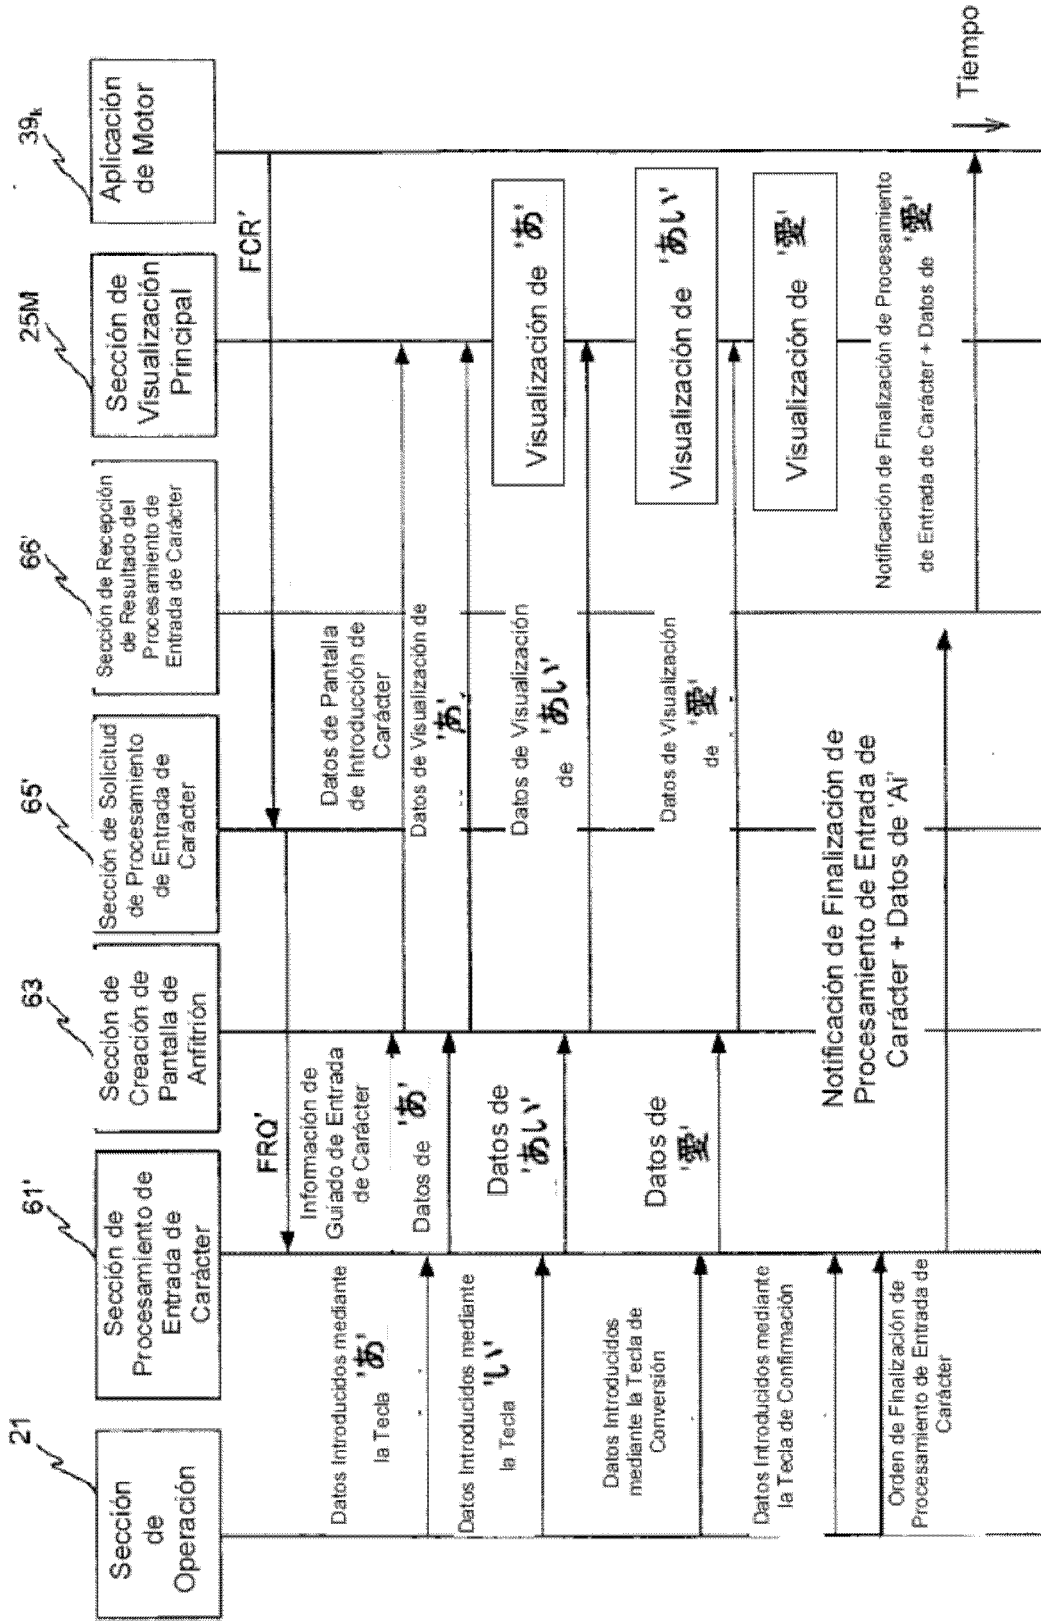 21
Sección
de
Operación
61'
Sección de
Procesamiento de
Entrada de
Carácter
63
Sección de
Creación de
Pantalla de
Anfitrión
65'
Sección de Solicitud
de Procesamiento
de Entrada de
Carácter
66'
Sección de Recepción
de Resultado del
Procesamiento de
Entrada de Carácter
25M
Sección de
Visualización
Principal
39k
Aplicación
de Motor
FCR'
FRQ'
Información de
Guiado de Entrada
de Carácter
Datos de Pantalla
de Introducción de
Carácter
Datos Introducidos mediante
la Tecla 'あ'
Datos de 'あ'
Datos de Visualización de
'あ'
Visualización de 'あ'
Datos Introducidos mediante
la Tecla 'い'
Datos de
'あい'
Datos de Visualización
de 'あい'
Visualización de 'あい'
Datos Introducidos
mediante la Tecla de
Conversión
Datos de
'愛'
Datos de Visualización
de '愛'
Visualización de '愛'
Datos Introducidos mediante
la Tecla de Confirmación
Orden de Finalización de
Procesamiento de Entrada de
Carácter
Notificación de Finalización de
Procesamiento de Entrada de
Carácter + Datos de 'Ai'
Notificación de Finalización de Procesamiento
de Entrada de Carácter + Datos de '愛'
Tiempo